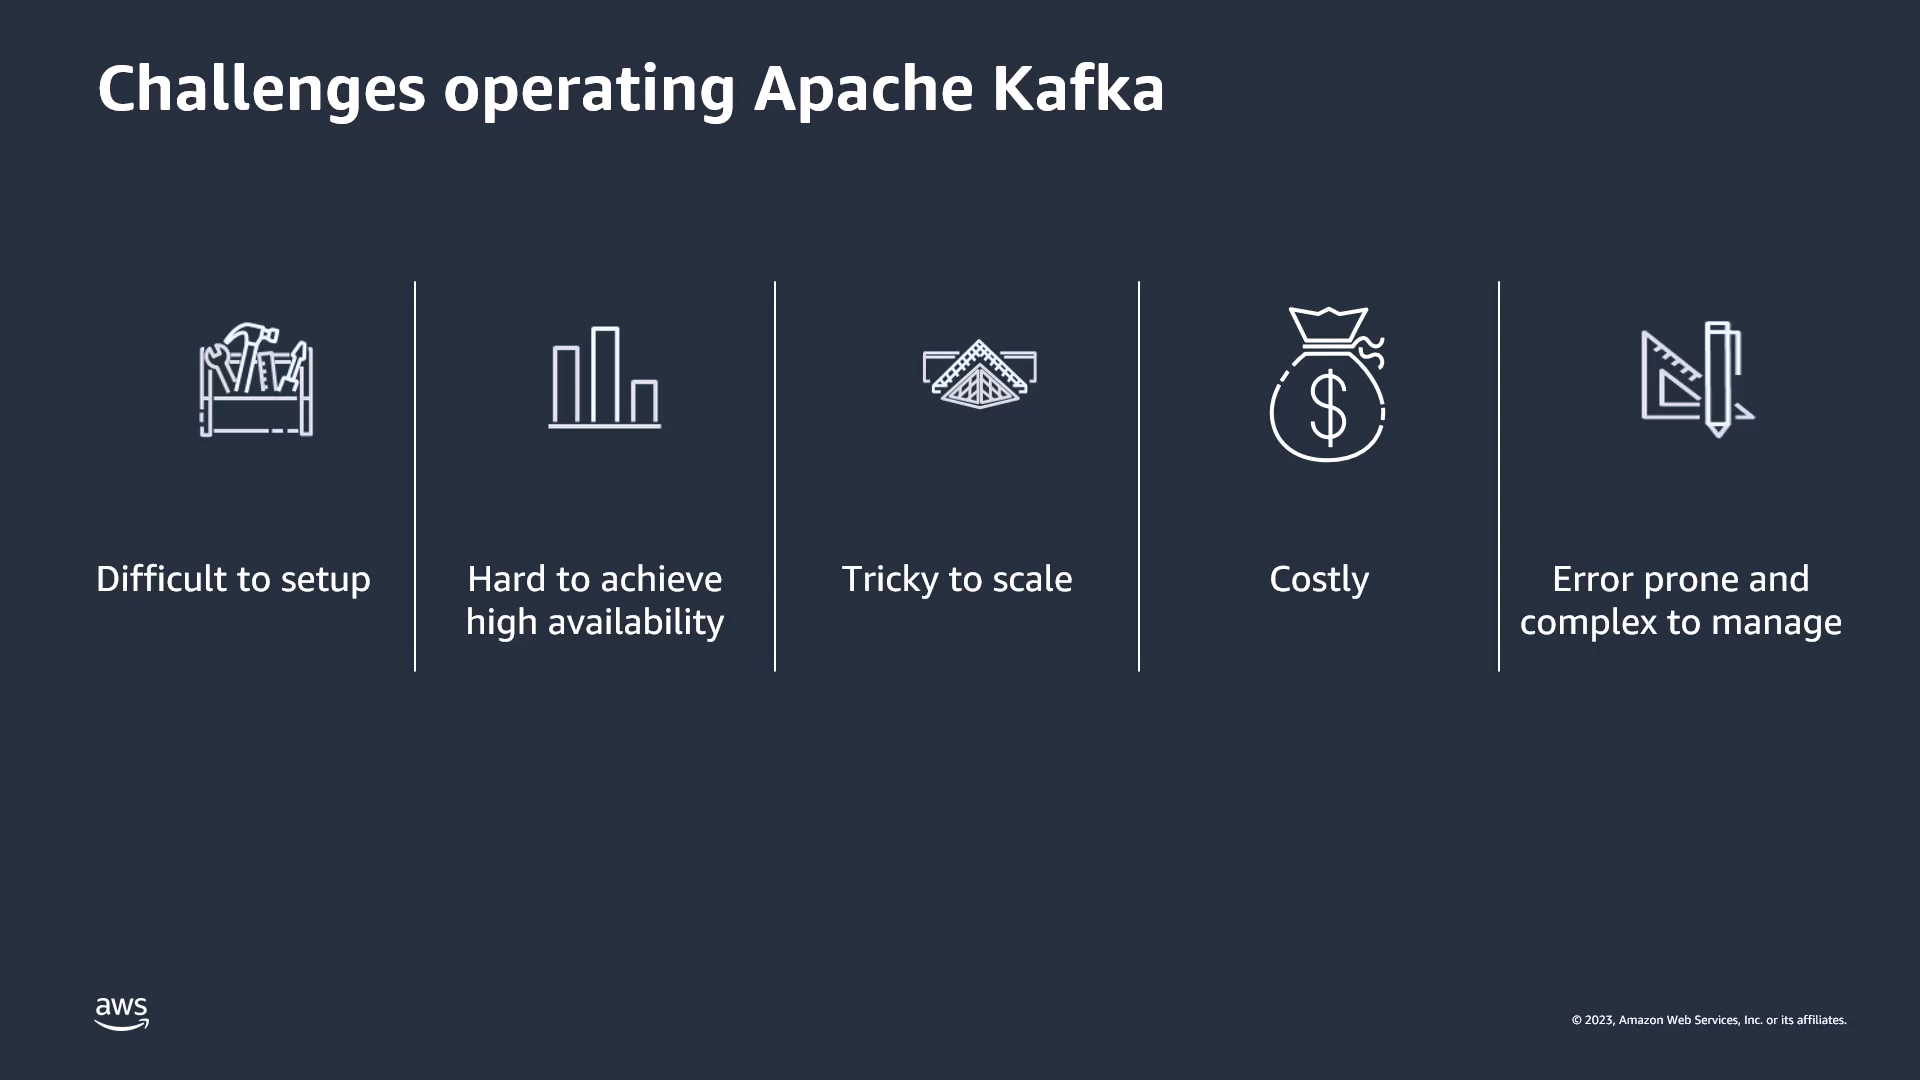 Challenges operating Apache Kafka
Difficult to setup
Hard to achieve
high availability
Tricky to scale
Costly
Error prone and
complex to manage
aws
© 2023, Amazon Web Services, Inc. or its affiliates.